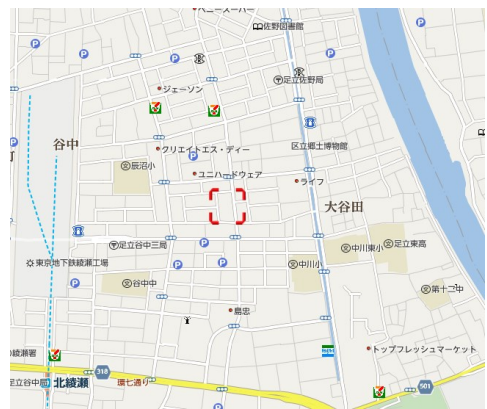 ベニースーパー
佐野図書館
足立佐野局
ジェーソン
谷中
クリエイトエス・ディー
区立郷土博物館
辰沼小
ユニハードウェア
ライフ
大谷田
足立谷中三局
中川東小
足立東高
東京地下鉄綾瀬工場
中川小
谷中中
第十二中
島忠
綾瀬署
トップフレッシュマーケット
318
足立谷中局
北綾瀬
環七通り
501